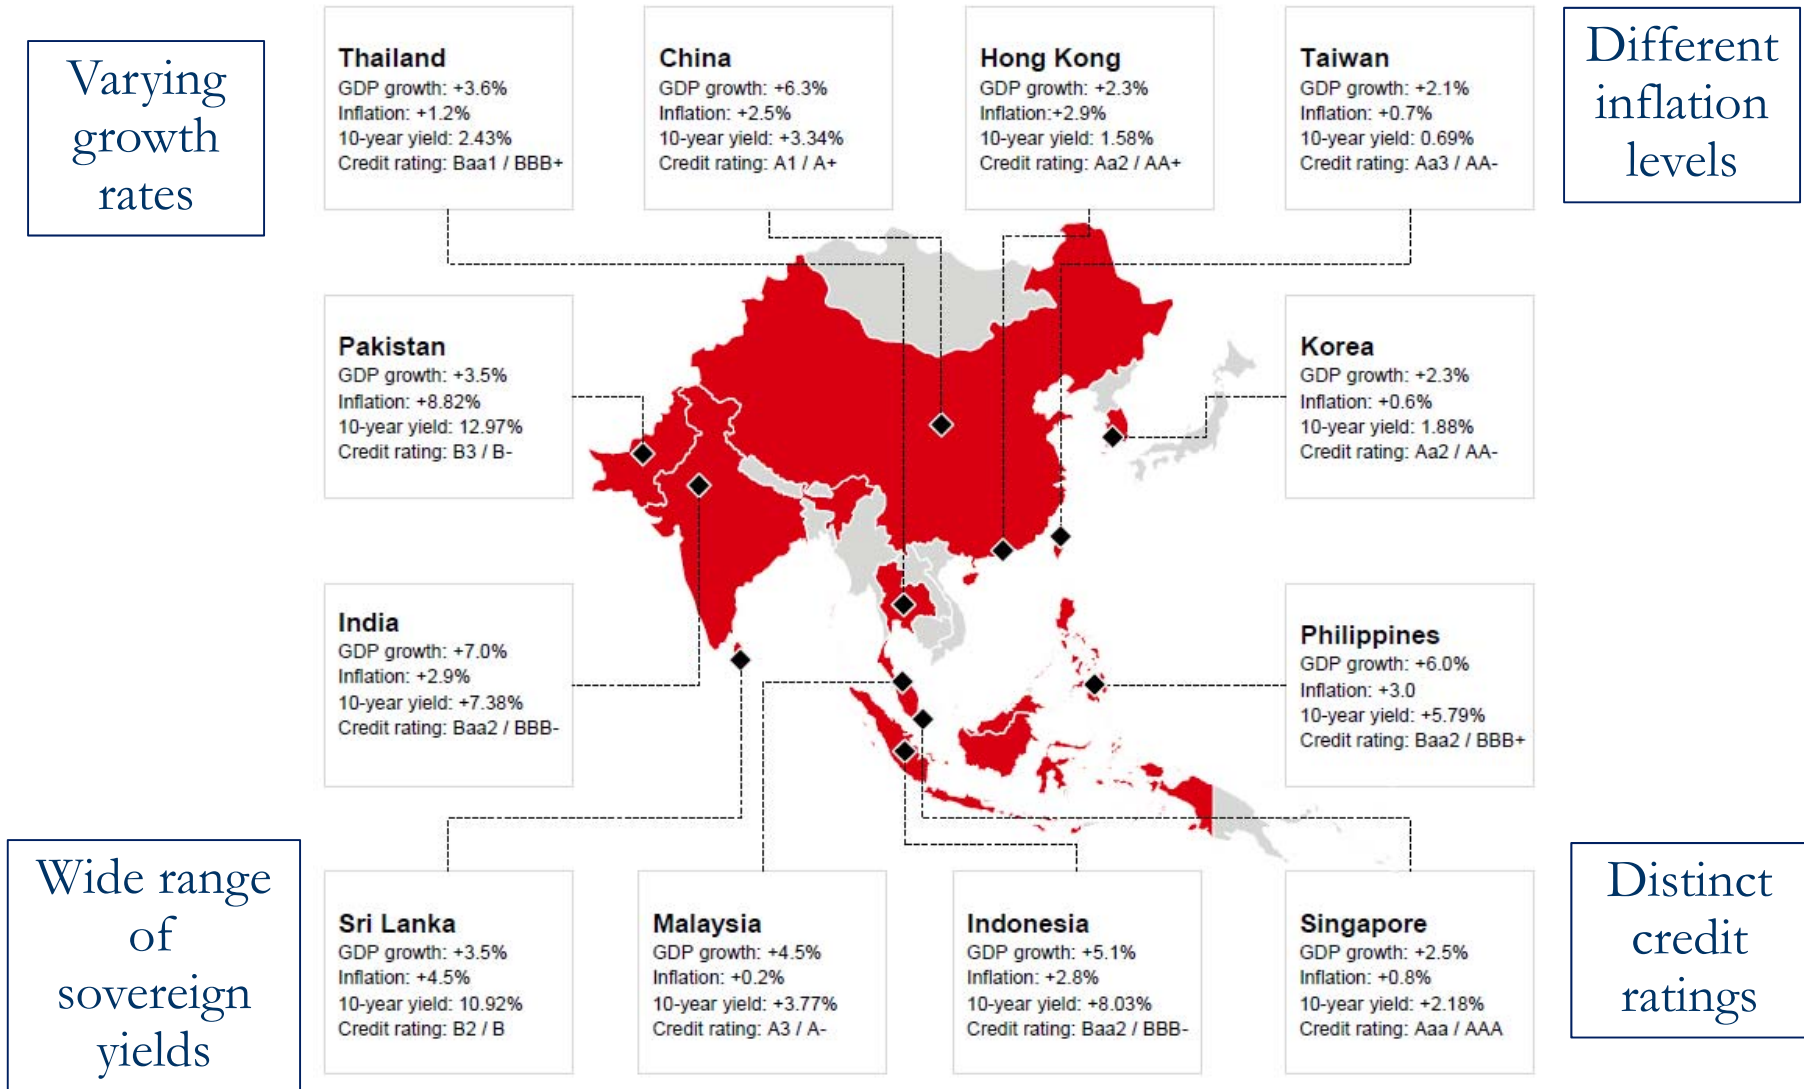 Varying
growth
rates
Thailand
GDP growth: +3.6%
Inflation: +1.2%
10-year yield: 2.43%
Credit rating: Baa1 / BBB+
China
GDP growth: +6.3%
Inflation: +2.5%
10-year yield: +3.34%
Credit rating: A1 / A+
Hong Kong
GDP growth: +2.3%
Inflation:+2.9%
10-year yield: 1.58%
Credit rating: Aa2 / AA+
Taiwan
GDP growth: +2.1%
Inflation: +0.7%
10-year yield: 0.69%
Credit rating: Aa3 / AA-
Different
inflation
levels
Pakistan
GDP growth: +3.5%
Inflation: +8.82%
10-year yield: 12.97%
Credit rating: B3 / B-
Korea
GDP growth: +2.3%
Inflation: +0.6%
10-year yield: 1.88%
Credit rating: Aa2 / AA-
India
GDP growth: +7.0%
Inflation: +2.9%
10-year yield: +7.38%
Credit rating: Baa2 / BBB-
Philippines
GDP growth: +6.0%
Inflation: +3.0
10-year yield: +5.79%
Credit rating: Baa2 / BBB+
Wide range
of
sovereign
yields
Sri Lanka
GDP growth: +3.5%
Inflation: +4.5%
10-year yield: 10.92%
Credit rating: B2 / B
Malaysia
GDP growth: +4.5%
Inflation: +0.2%
10-year yield: +3.77%
Credit rating: A3 / A-
Indonesia
GDP growth: +5.1%
Inflation: +2.8%
10-year yield: +8.03%
Credit rating: Baa2 / BBB-
Singapore
GDP growth: +2.5%
Inflation: +0.8%
10-year yield: +2.18%
Credit rating: Aaa / AAA
Distinct
credit
ratings